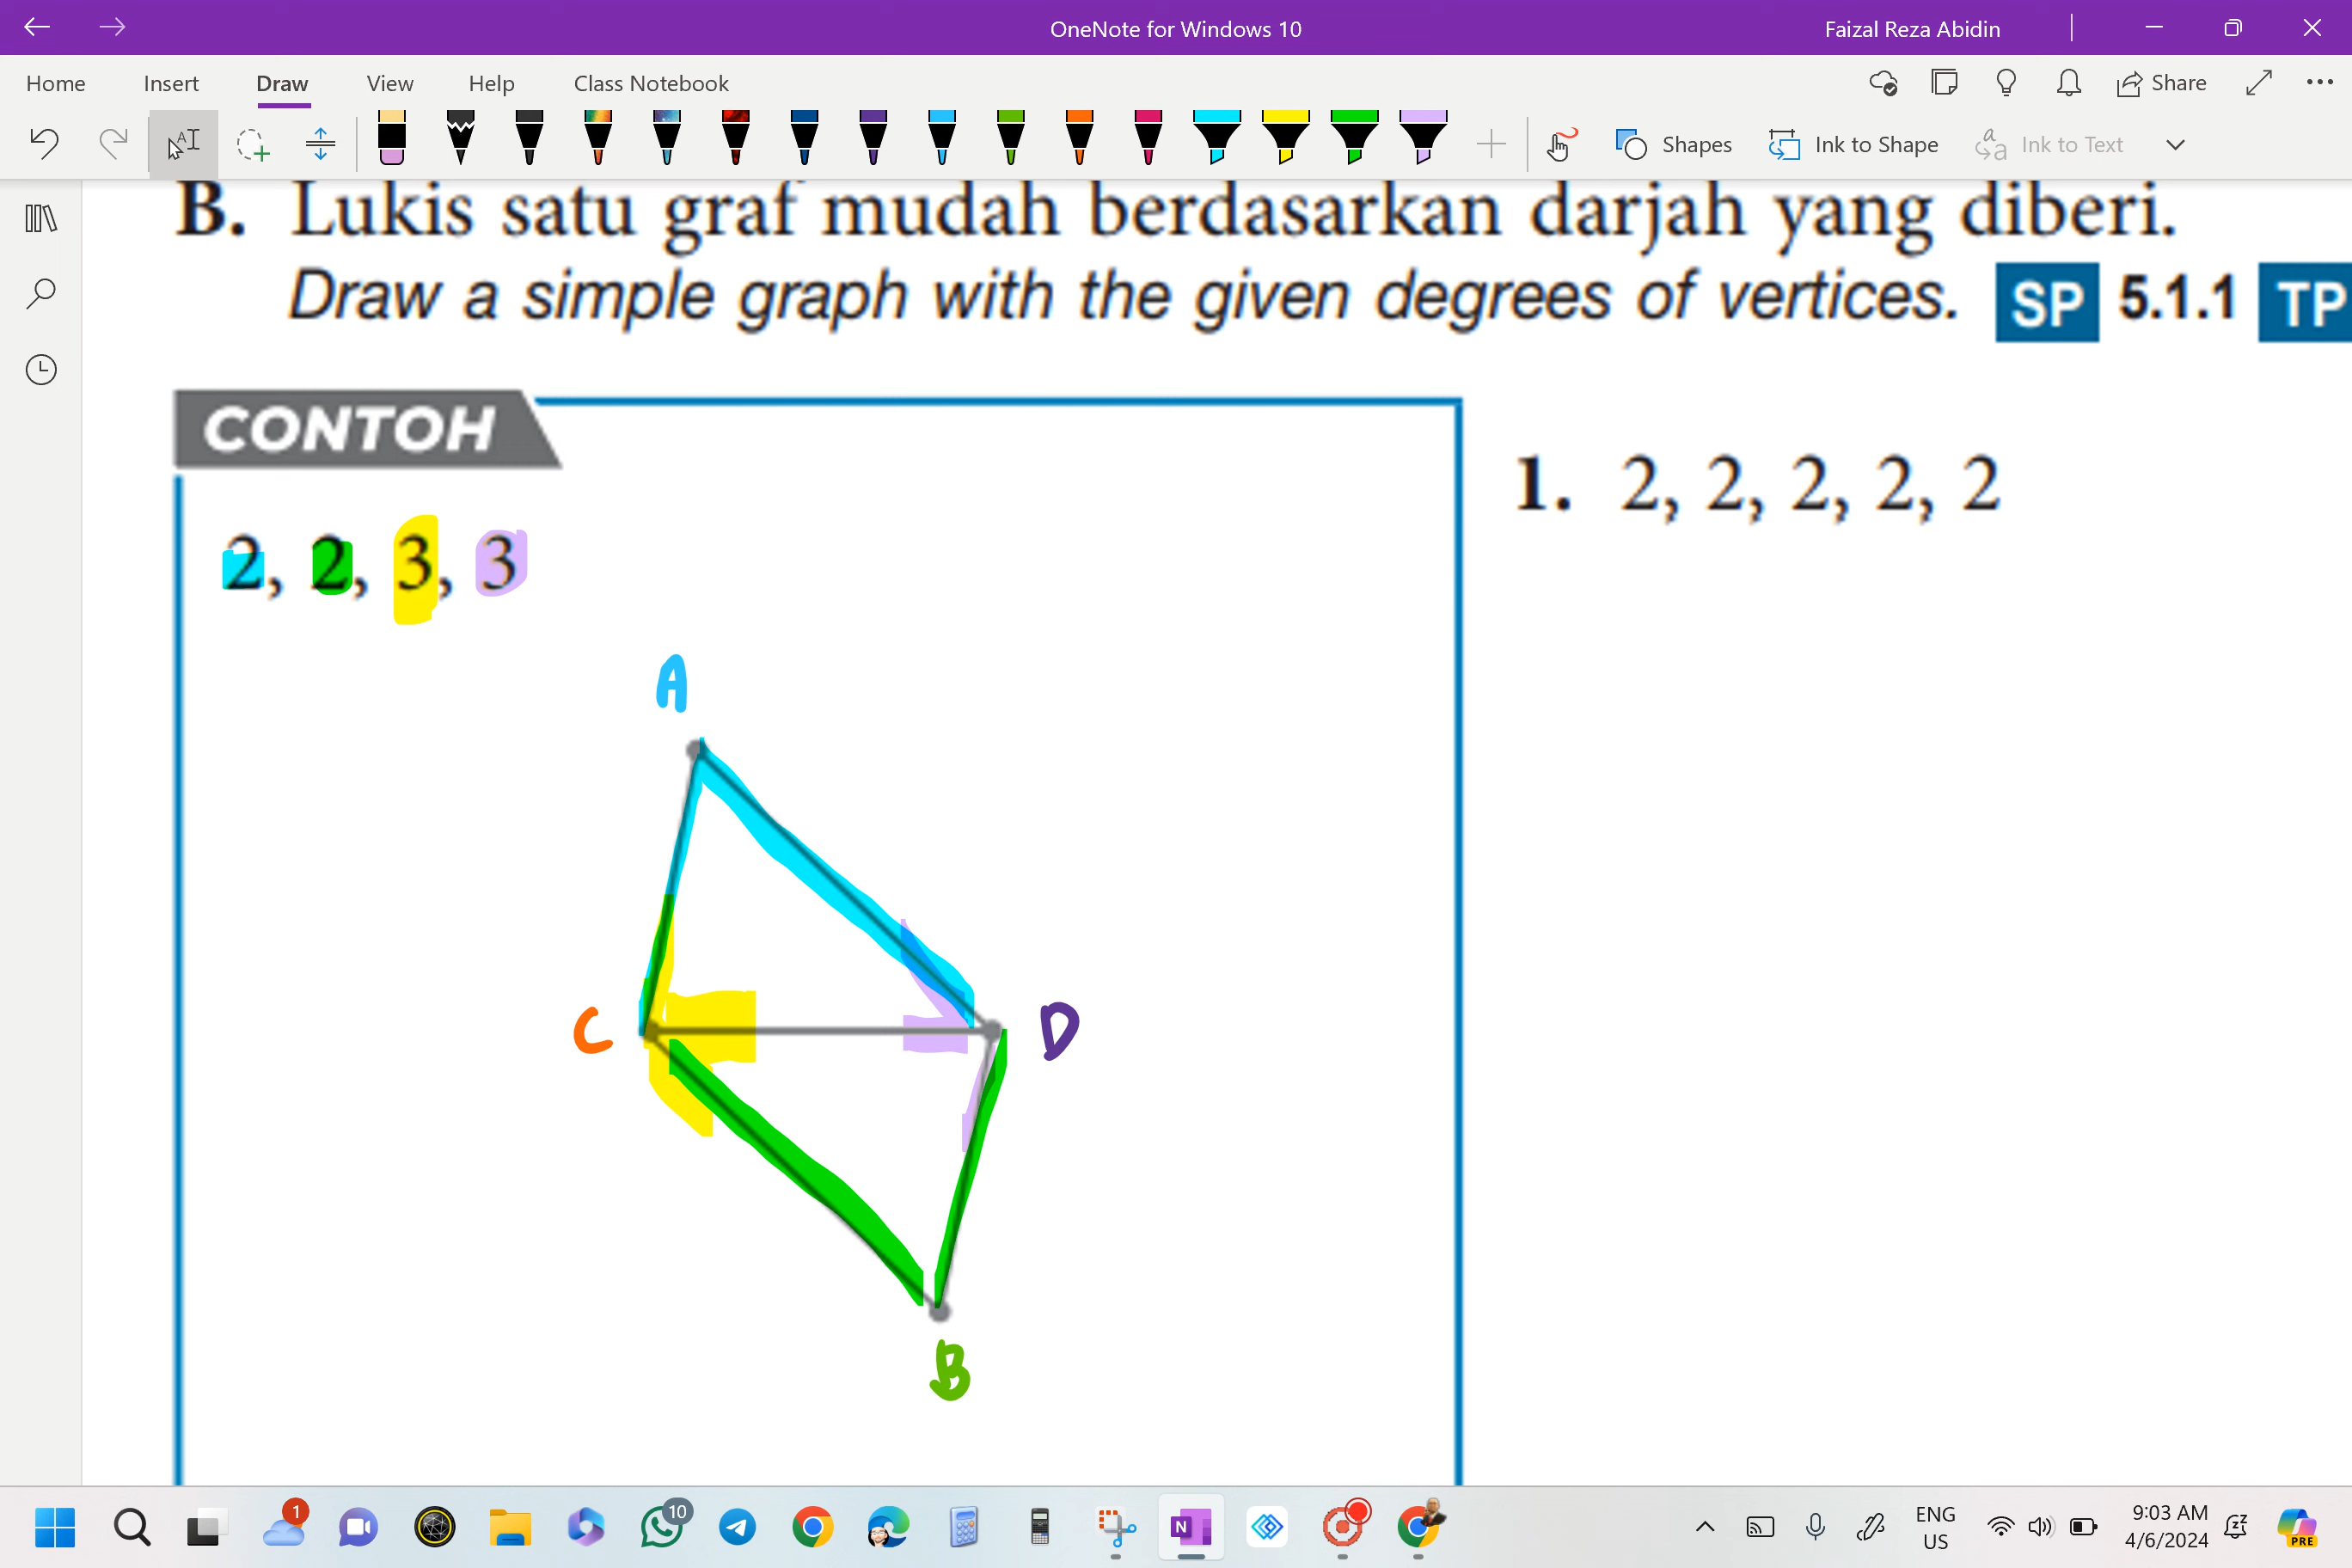 OneNote for Windows 10
Faizal Reza Abidin
Home Insert Draw View Help Class Notebook
Share
Shapes Ink to Shape Ink to Text
B. Lukis satu graf mudah berdasarkan darjah yang diberi.
Draw a simple graph with the given degrees of vertices. SP 5.1.1 TP
CONTOH
2, 2, 3, 3
A
C
D
B
1. 2, 2, 2, 2, 2
1
10
N
ENG
US
9:03 AM
4/6/2024
PRE